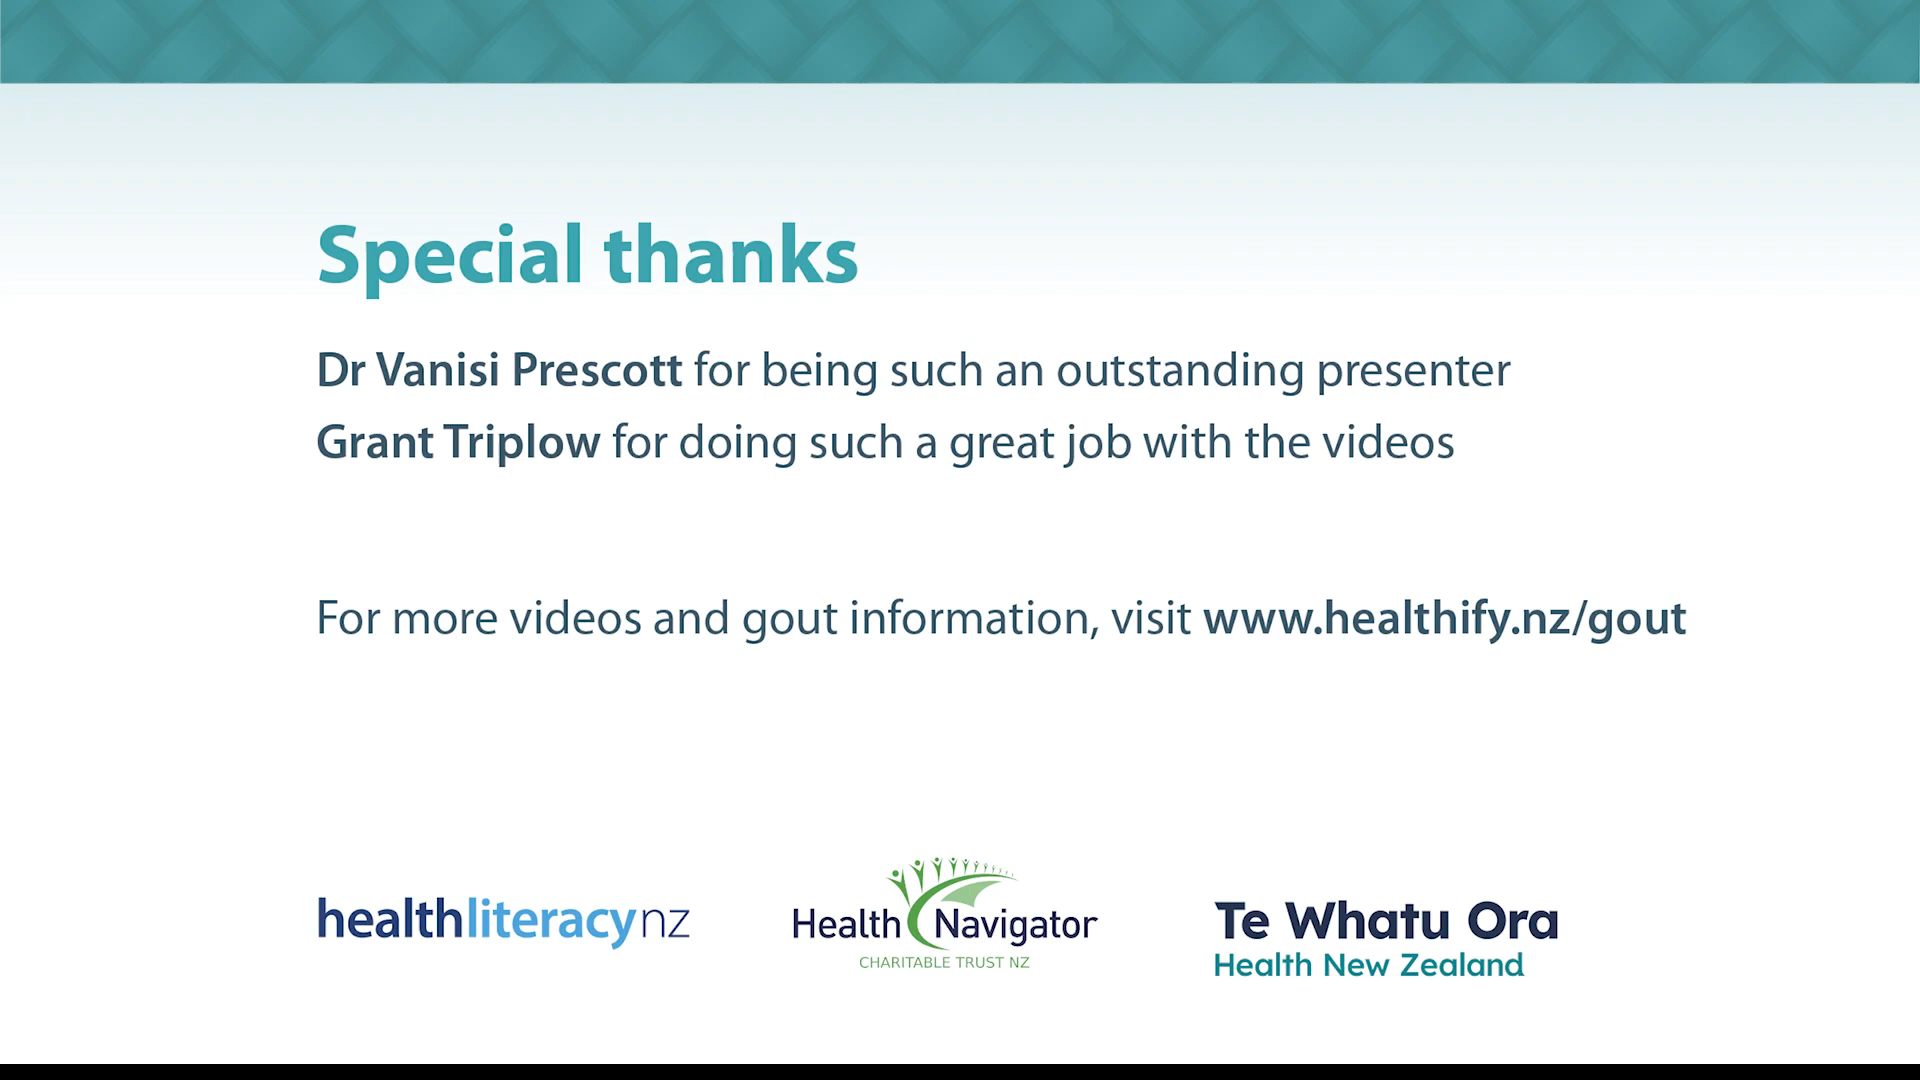 Special thanks
Dr Vanisi Prescott for being such an outstanding presenter
Grant Triplow for doing such a great job with the videos
For more videos and gout information, visit www.healthify.nz/gout
healthliteracynz
Health Navigator
CHARITABLE TRUST NZ
Te Whatu Ora
Health New Zealand